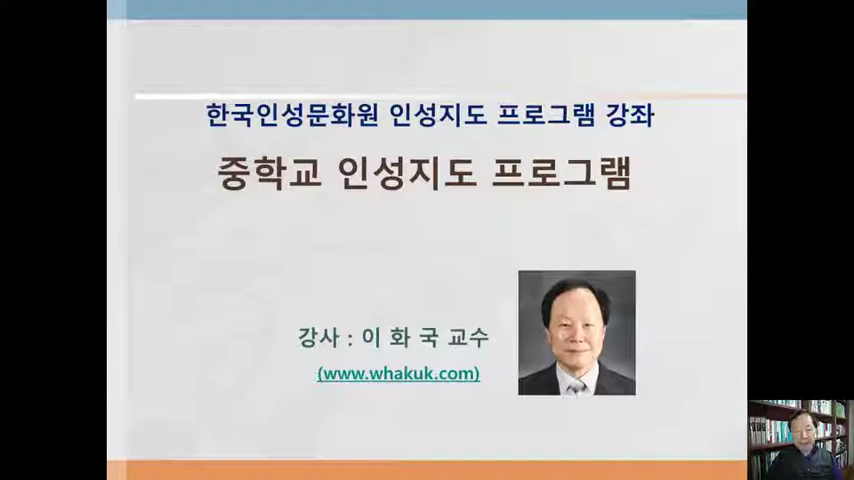 한국인성문화원 인성지도 프로그램 강좌
중학교 인성지도 프로그램
강사 : 이 화 국 교수
(www.whakuk.com)